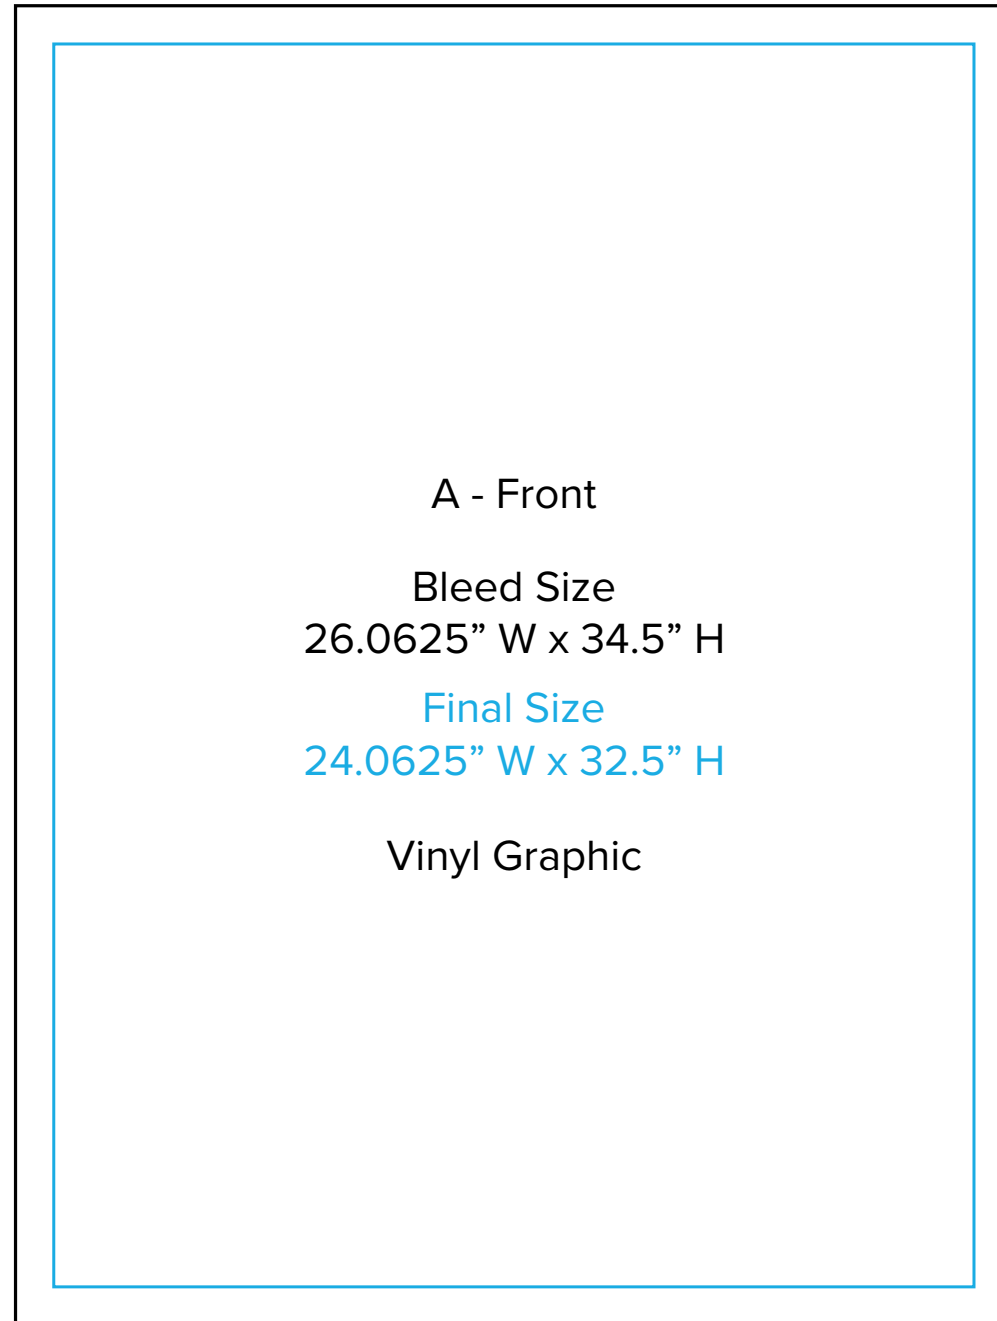 A - Front
Bleed Size
26.0625” W x 34.5” H
Final Size
24.0625” W x 32.5” H
Vinyl Graphic